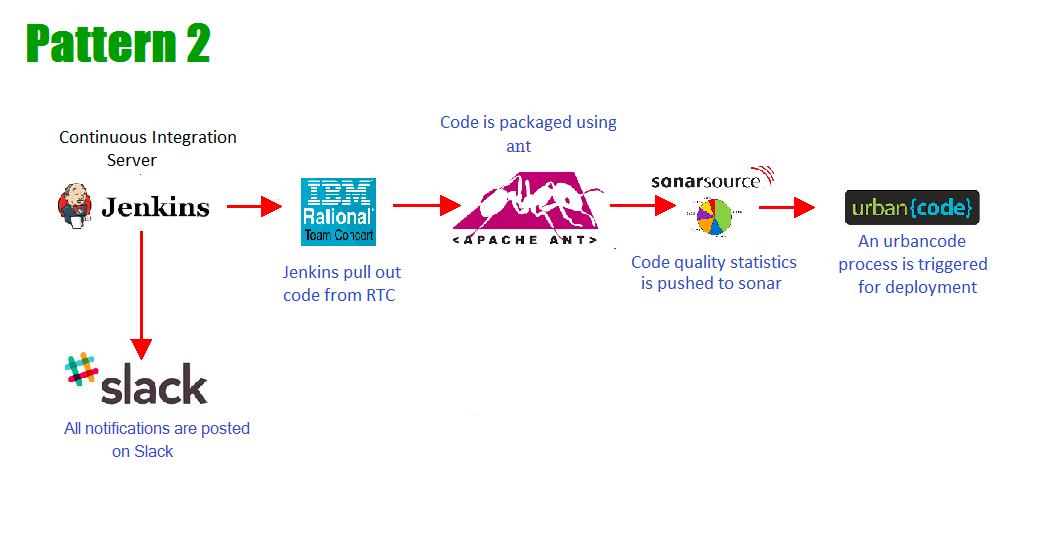 Pattern 2
Continuous Integration
Server
Jenkins
Code is packaged using
ant
IBM
Rational®
Team Concert
<APACHE ANT>
sonarsource
urban{code}
Jenkins pull out
code from RTC
Code quality statistics
is pushed to sonar
An urbancode
process is triggered
for deployment
slack
All notifications are posted
on Slack